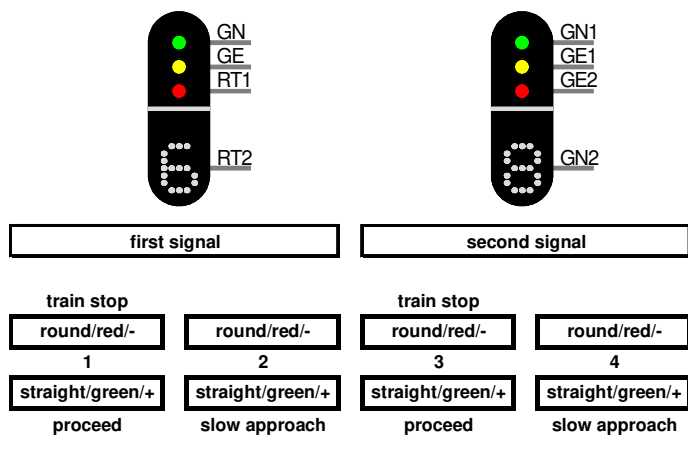 GN
GE
RT1
6
RT2
GN1
GE1
GE2
8
GN2
first signal
second signal
train stop
train stop
round/red/-
round/red/-
round/red/-
round/red/-
1
2
3
4
straight/green/+
straight/green/+
straight/green/+
straight/green/+
proceed
slow approach
proceed
slow approach